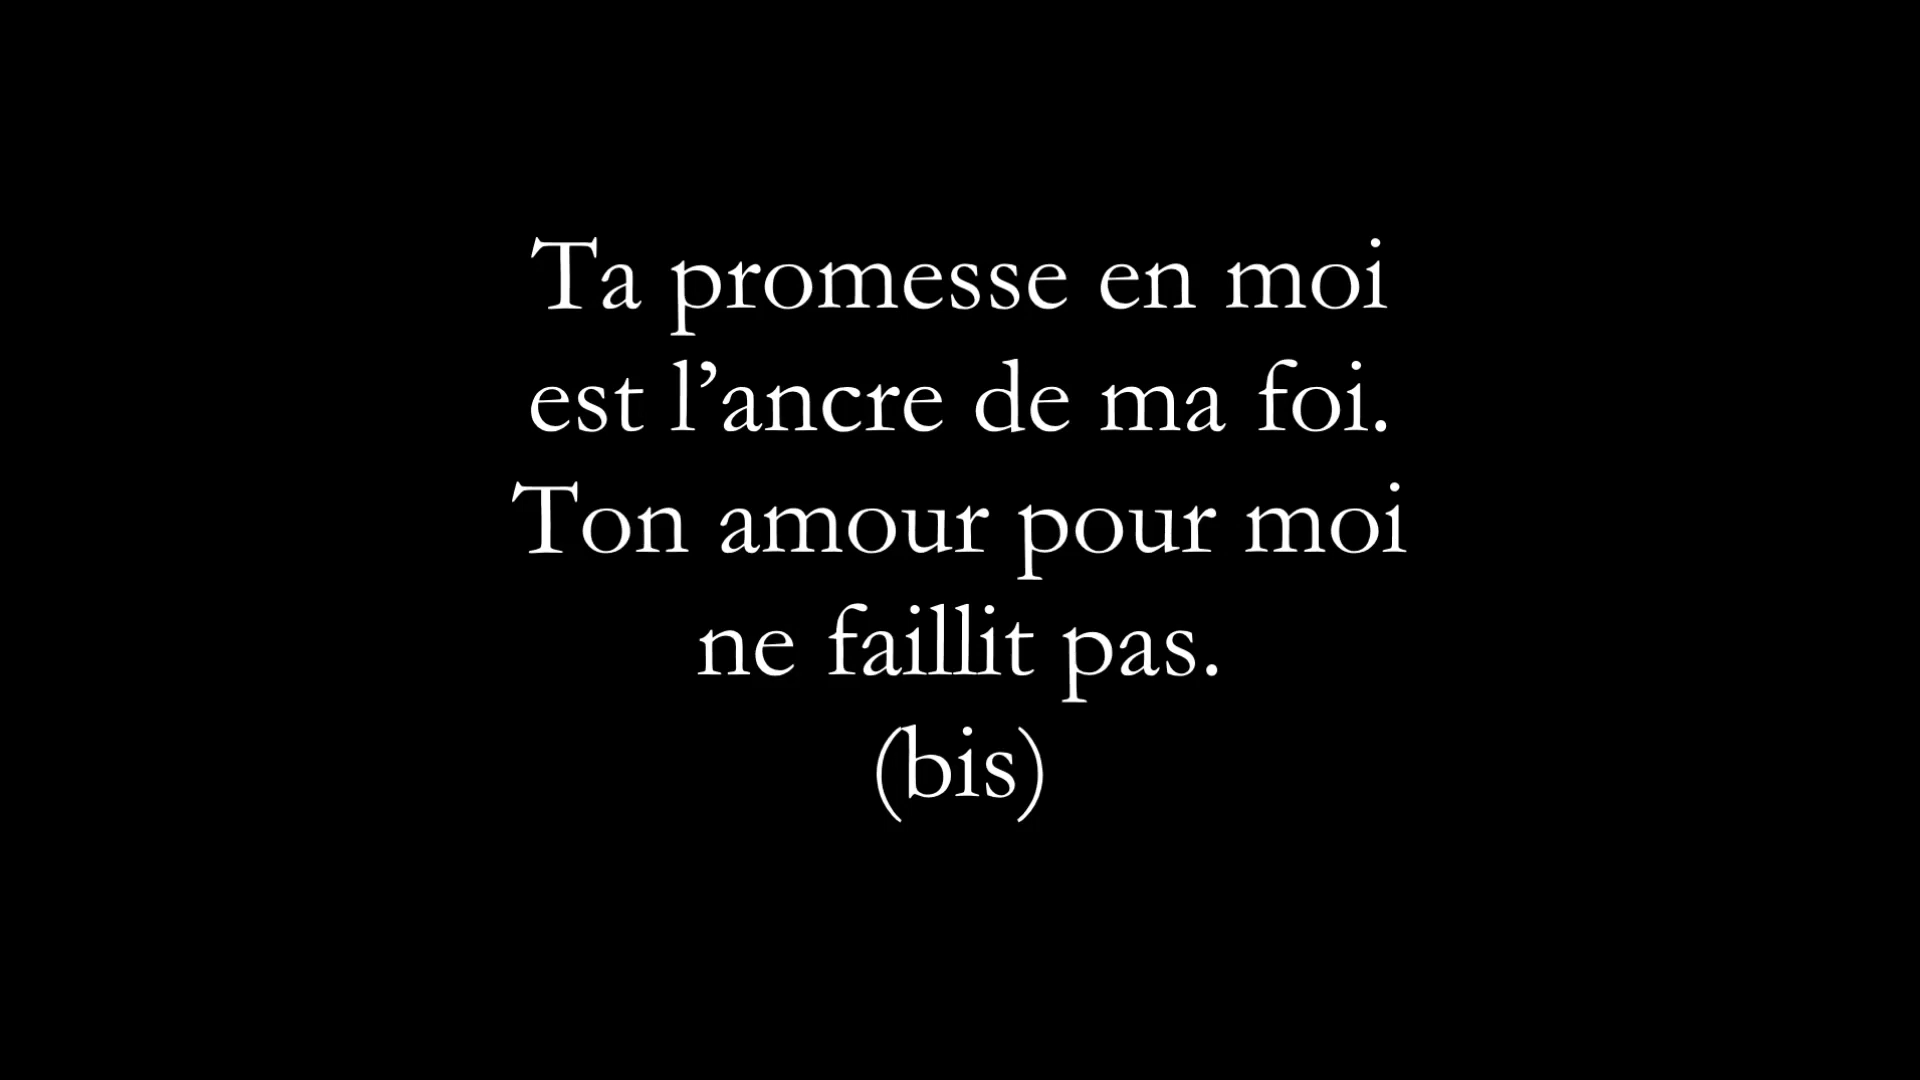 Ta promesse en moi
est l’ancre de ma foi.
Ton amour pour moi
ne faillit pas.
(bis)